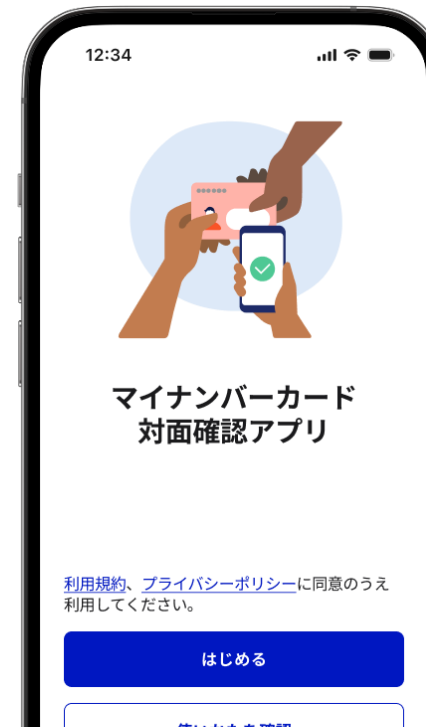 12:34
マイナンバーカード
対面確認アプリ
利用規約、プライバシーポリシーに同意のうえ
利用してください。
はじめる